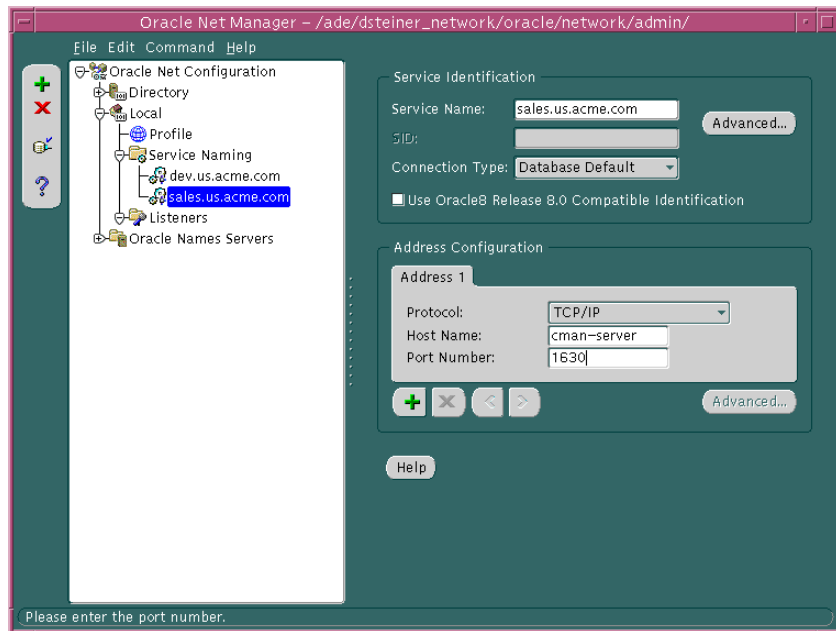 Oracle Net Manager – /ade/dsteiner_network/oracle/network/admin/
File Edit Command Help
Oracle Net Configuration
Directory
Local
Profile
Service Naming
dev.us.acme.com
sales.us.acme.com
Listeners
Oracle Names Servers
Service Identification
Service Name: sales.us.acme.com
Advanced...
SID:
Connection Type: Database Default
Use Oracle8 Release 8.0 Compatible Identification
Address Configuration
Address 1
Protocol: TCP/IP
Host Name: cman-server
Port Number: 1630
Advanced...
Help
Please enter the port number.